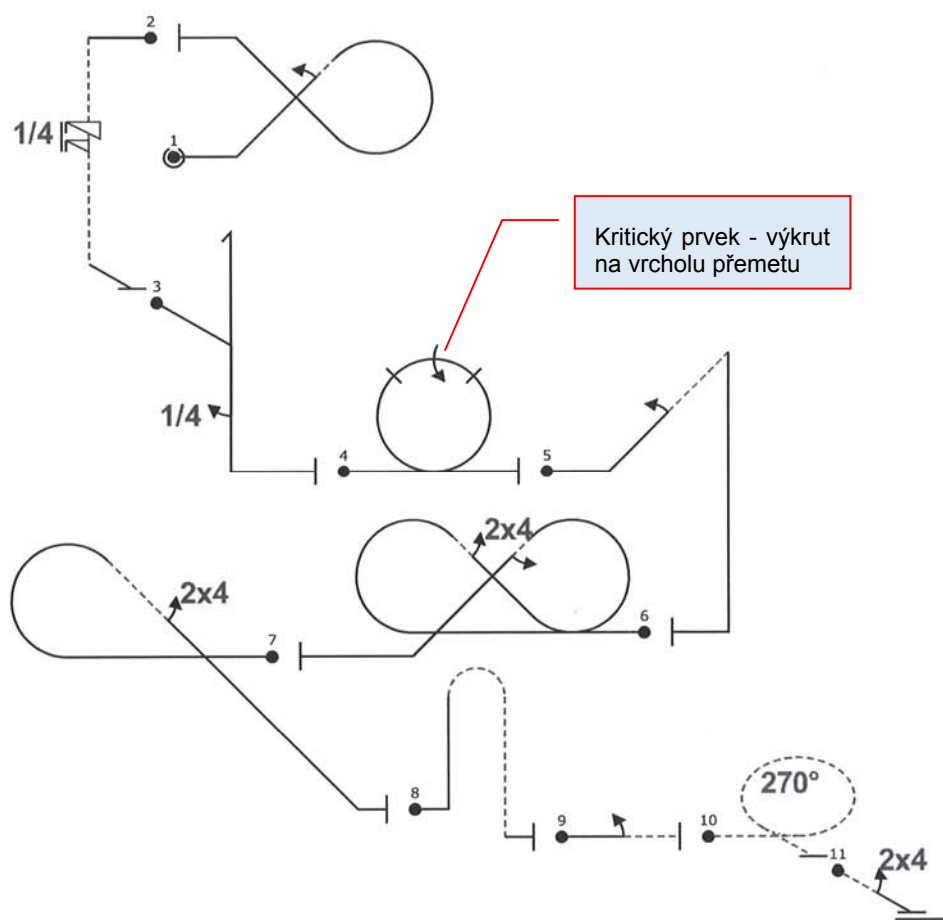 2
1/4
1
Kritický prvek - výkrut
na vrcholu přemetu
3
1/4
4
5
2x4
2x4
6
7
8
270°
9
10
11
2x4